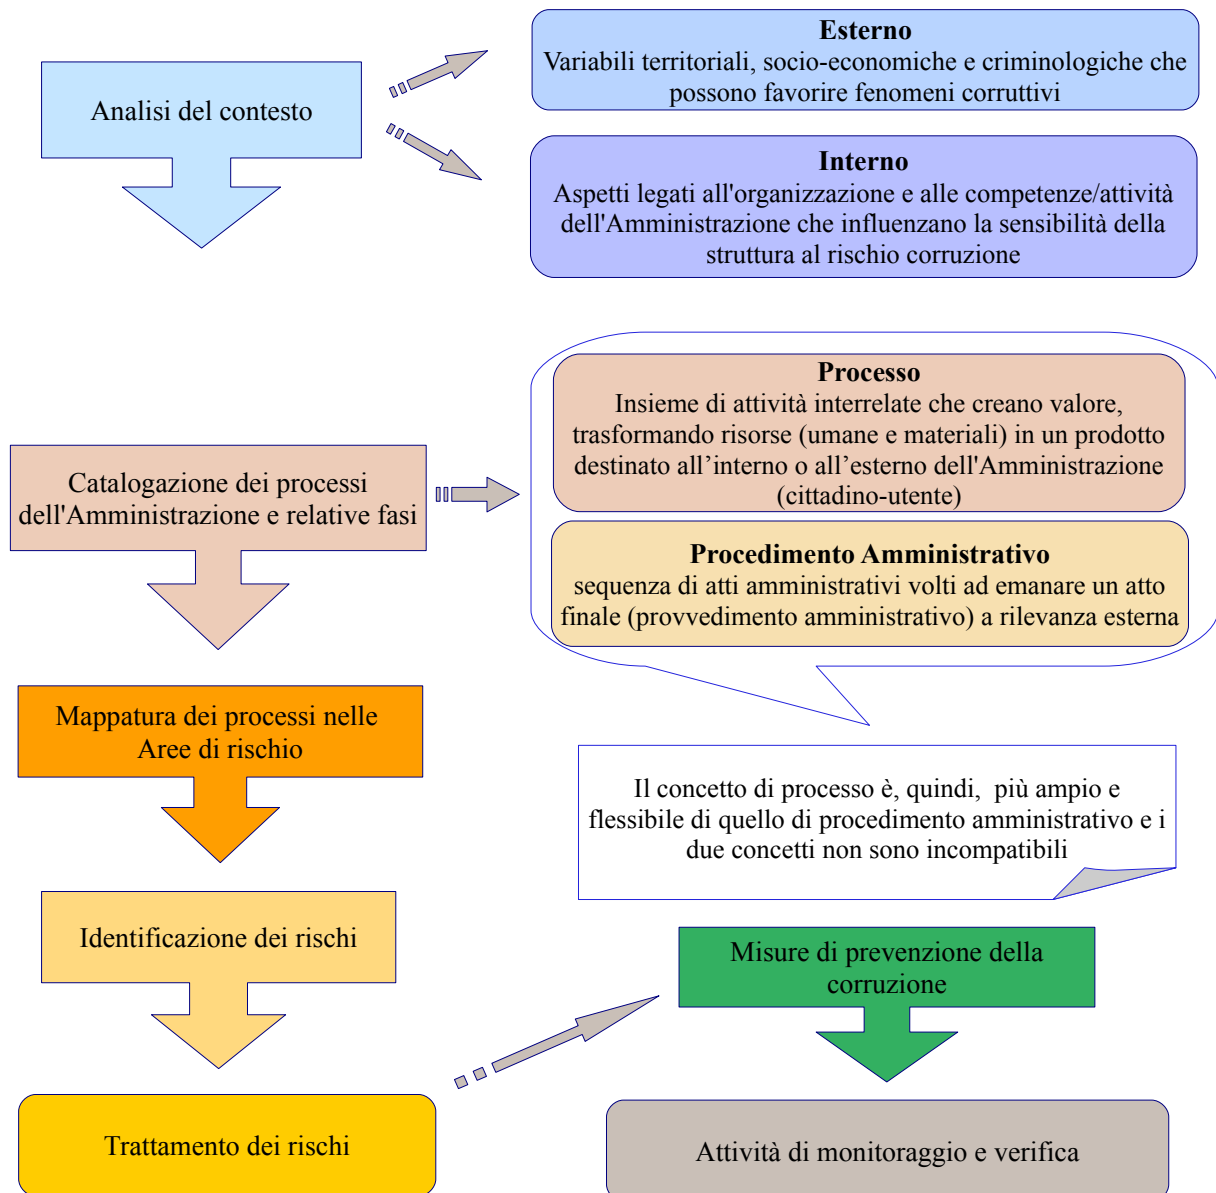 Analisi del contesto
Esterno
Variabili territoriali, socio-economiche e criminologiche che
possono favorire fenomeni corruttivi
Interno
Aspetti legati all'organizzazione e alle competenze/attività
dell'Amministrazione che influenzano la sensibilità della
struttura al rischio corruzione
Catalogazione dei processi
dell'Amministrazione e relative fasi
Processo
Insieme di attività interrelate che creano valore,
trasformando risorse (umane e materiali) in un prodotto
destinato all’interno o all’esterno dell'Amministrazione
(cittadino-utente)
Procedimento Amministrativo
sequenza di atti amministrativi volti ad emanare un atto
finale (provvedimento amministrativo) a rilevanza esterna
Mappatura dei processi nelle
Aree di rischio
Il concetto di processo è, quindi, più ampio e
flessibile di quello di procedimento amministrativo e i
due concetti non sono incompatibili
Identificazione dei rischi
Misure di prevenzione della
corruzione
Trattamento dei rischi
Attività di monitoraggio e verifica